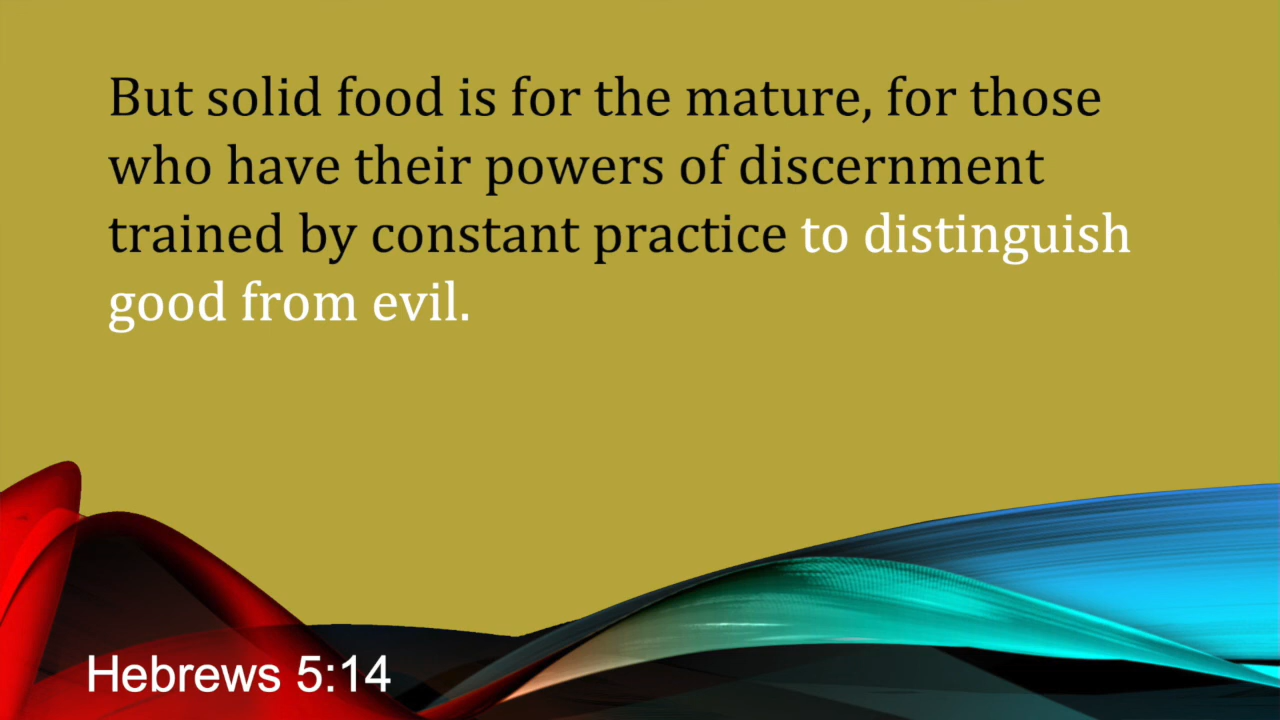 But solid food is for the mature, for those
who have their powers of discernment
trained by constant practice to distinguish
good from evil.
Hebrews 5:14